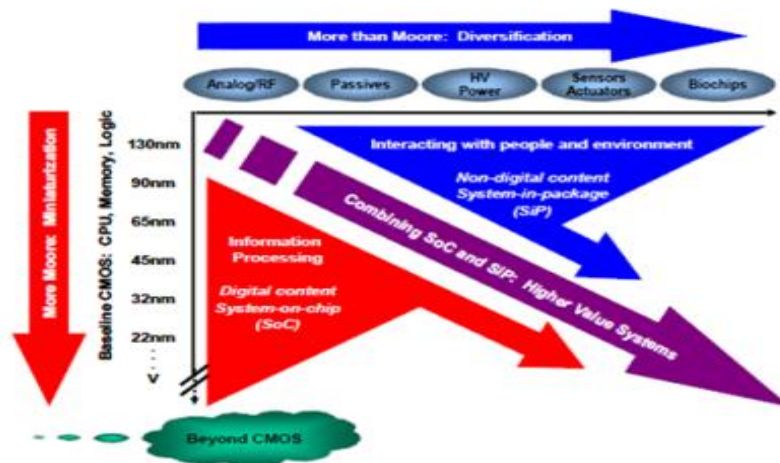 More than Moore: Diversification
Analog/RF
Passives
HV
Power
Sensors
Actuators
Biochips
More Moore: Miniaturization
Baseline CMOS: CPU, Memory, Logic
130nm
90nm
65nm
45nm
32nm
22nm
V
Interacting with people and environment
Non-digital content
System-in-package
(SiP)
Combining SoC and SiP: Higher Value Systems
Information
Processing
Digital content
System-on-chip
(SoC)
Beyond CMOS